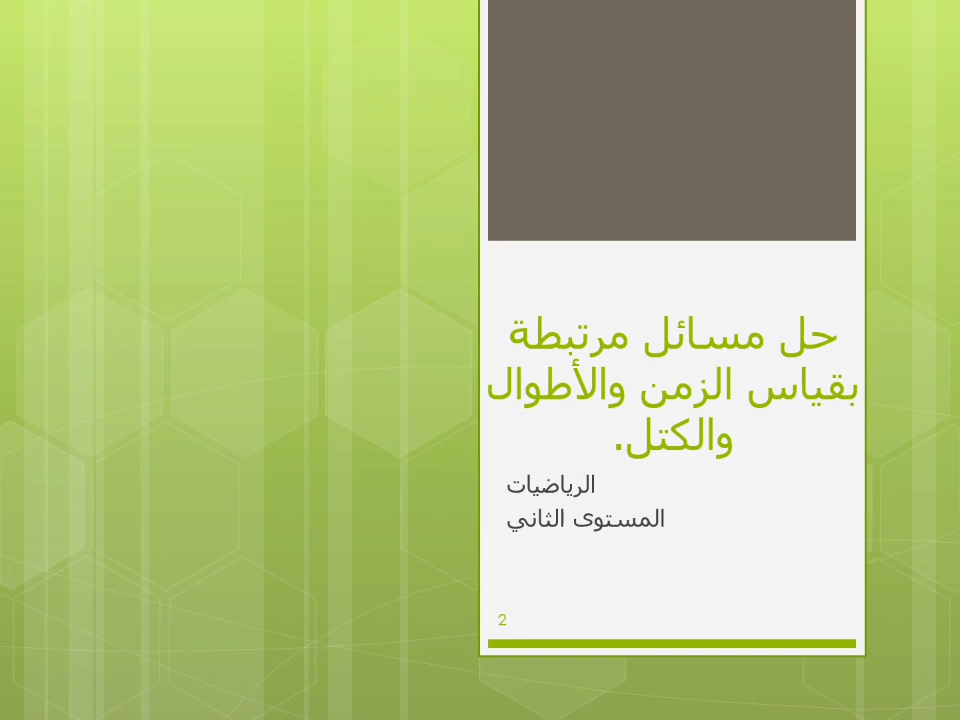 حل مسائل مرتبطة
بقياس الزمن والأطوال
والكتل.
الرياضيات
المستوى الثاني
2